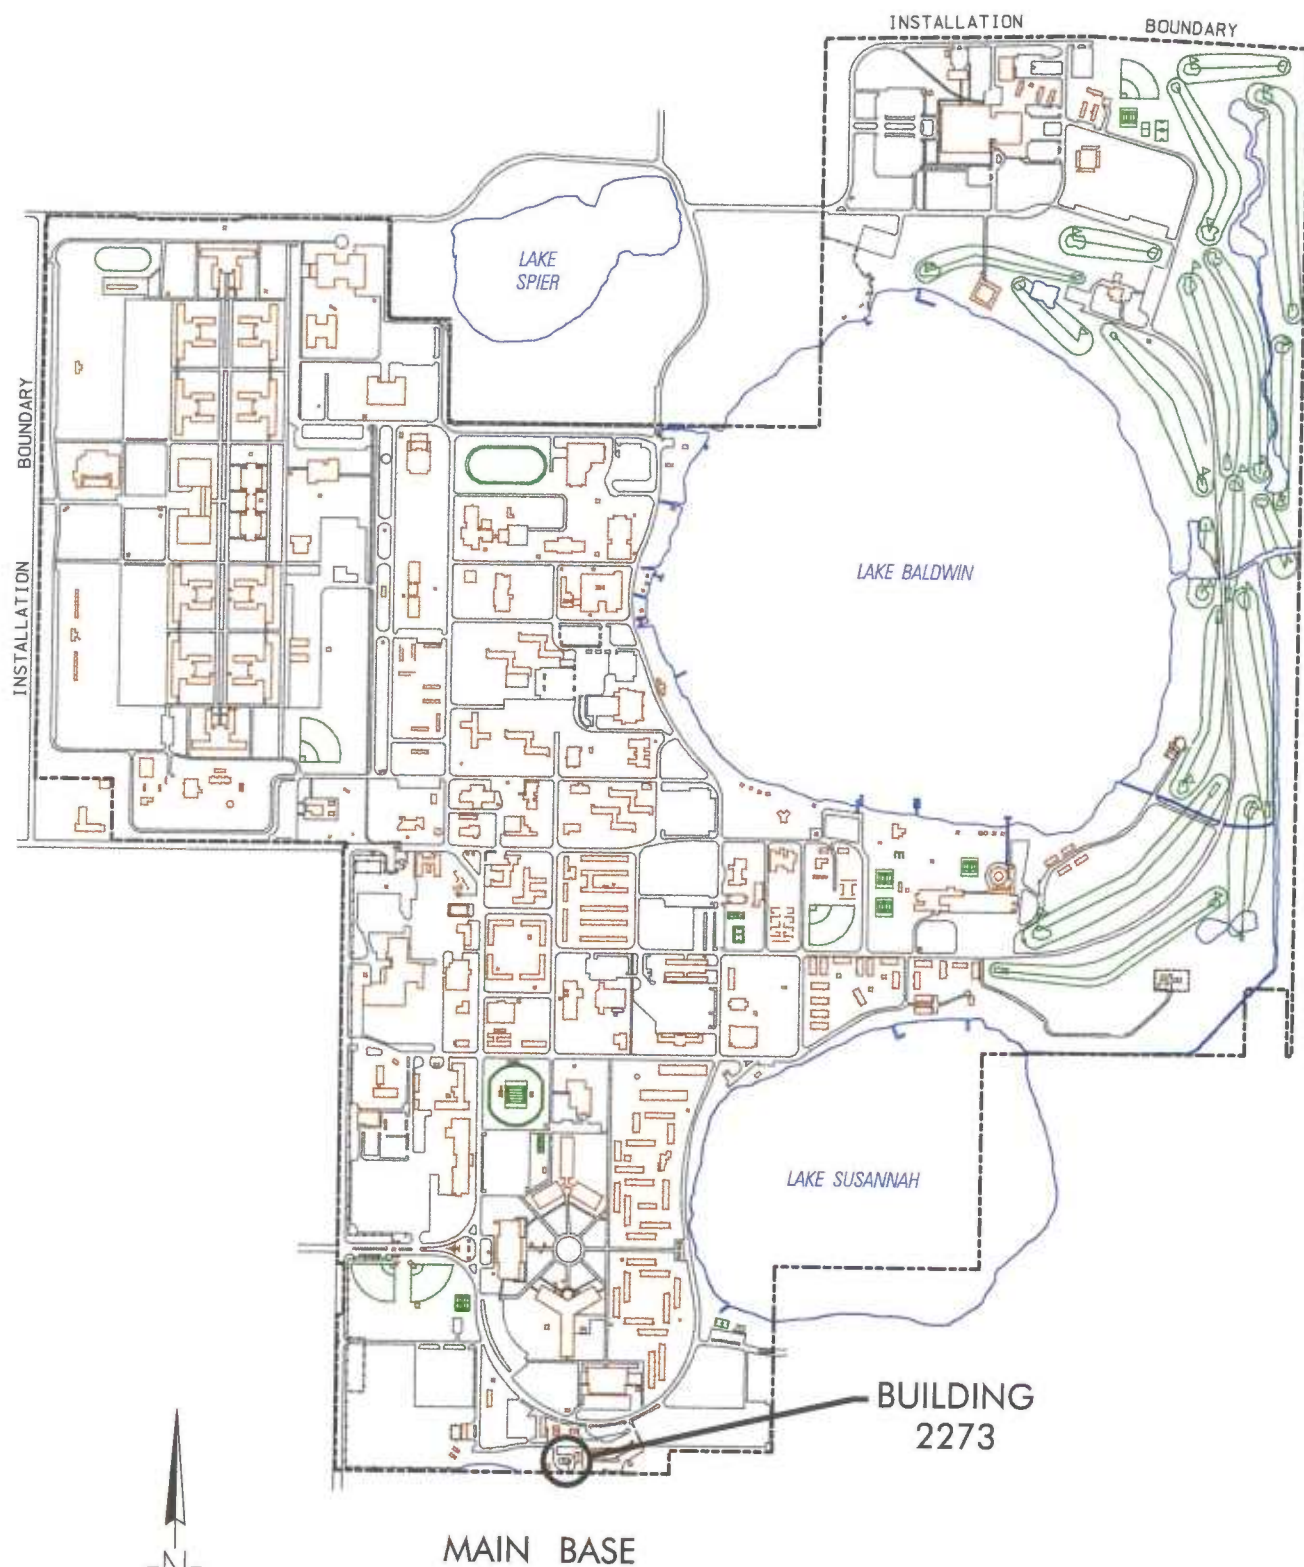 INSTALLATION BOUNDARY
LAKE
SPIER
INSTALLATION BOUNDARY
LAKE BALDWIN
LAKE SUSANNAH
BUILDING
2273
N
MAIN BASE